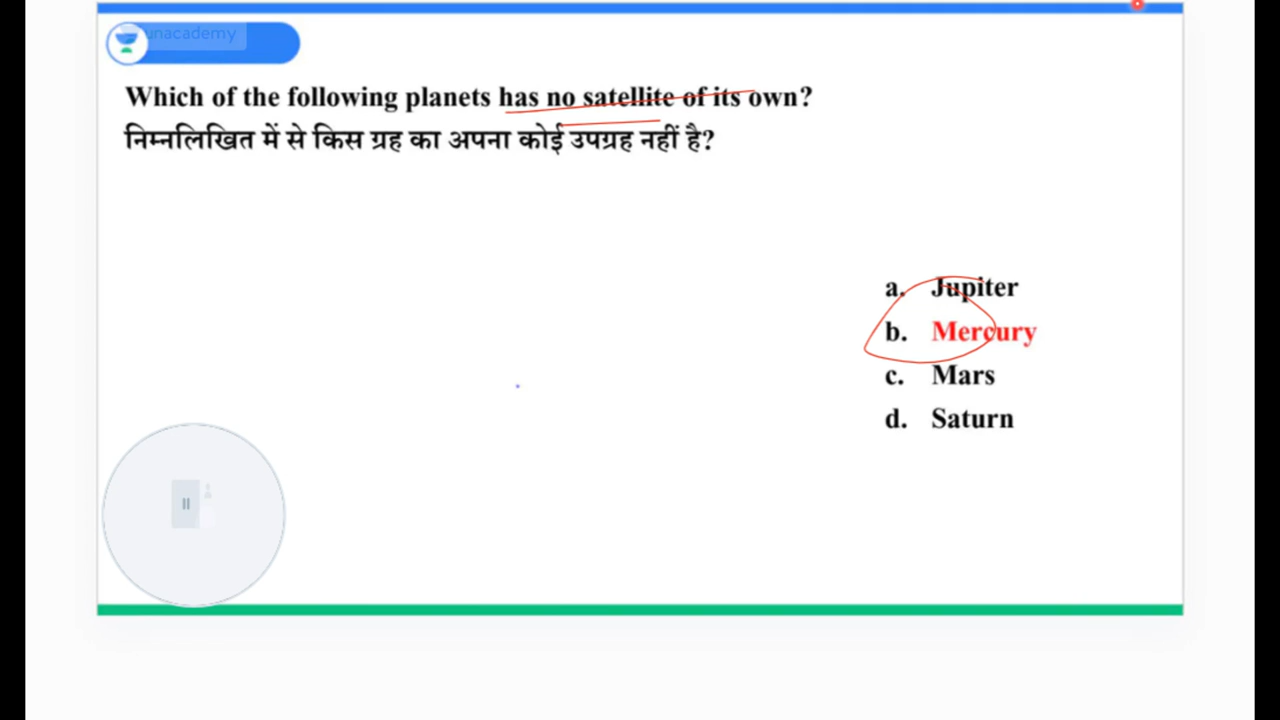 unacademy
Which of the following planets has no satellite of its own?
निम्नलिखित में से किस ग्रह का अपना कोई उपग्रह नहीं है?
a. Jupiter
b. Mercury
c. Mars
d. Saturn